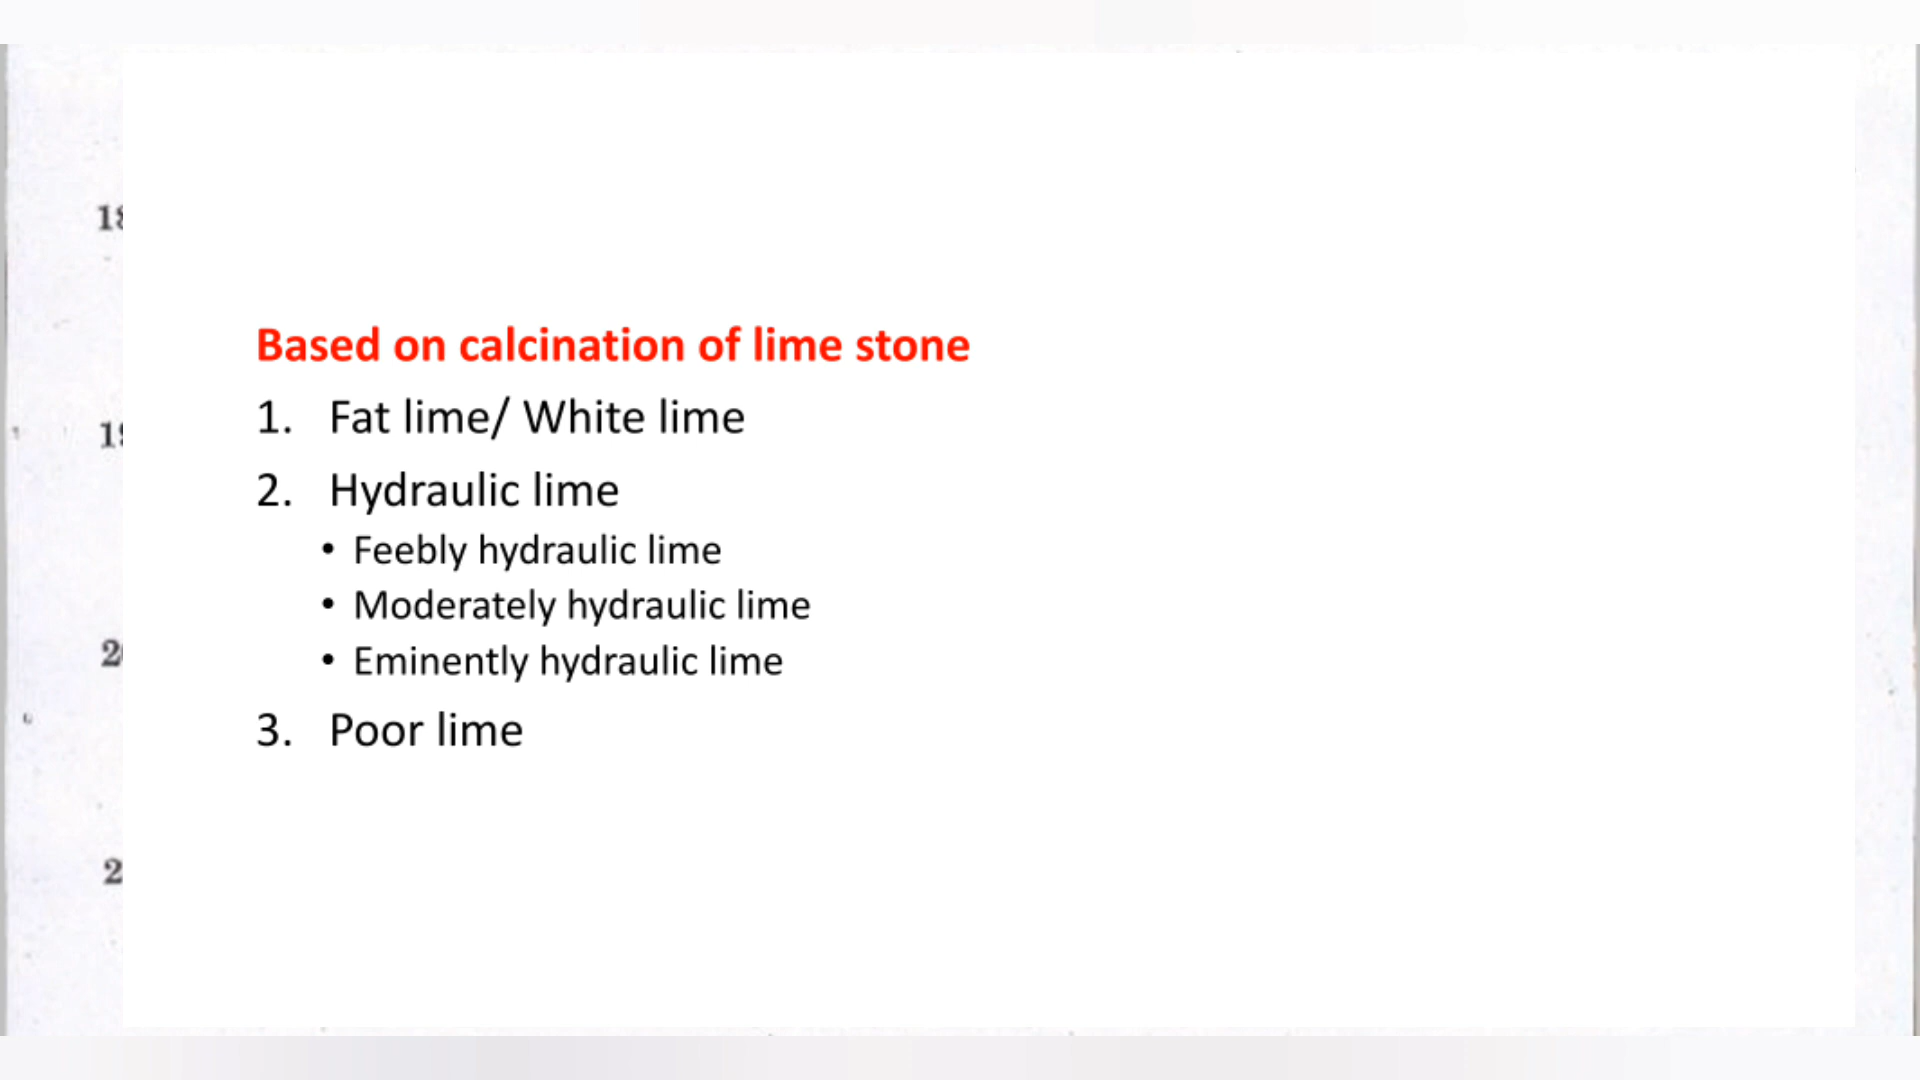 Based on calcination of lime stone
1. Fat lime/ White lime
2. Hydraulic lime
• Feebly hydraulic lime
• Moderately hydraulic lime
• Eminently hydraulic lime
3. Poor lime